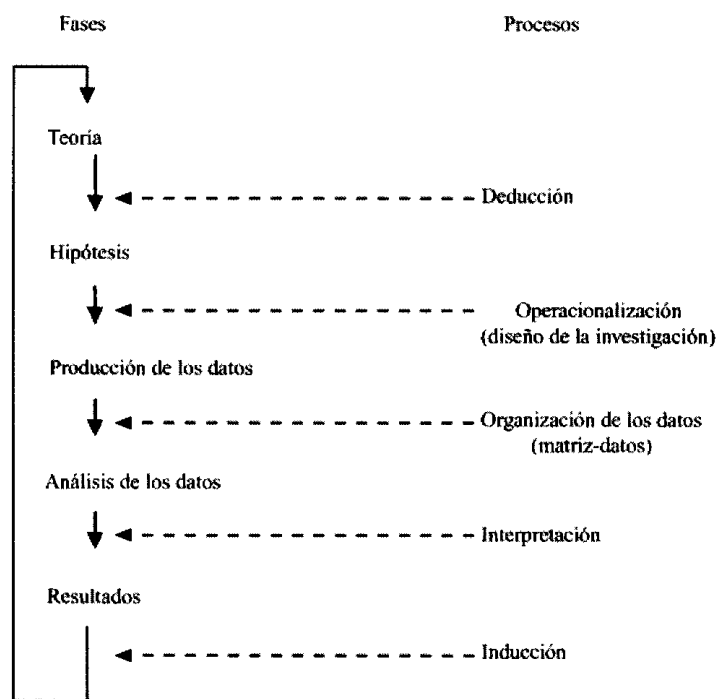 Fases
Procesos
Teoría
Deducción
Hipótesis
Operacionalización
(diseño de la investigación)
Producción de los datos
Organización de los datos
(matriz-datos)
Análisis de los datos
Interpretación
Resultados
Inducción